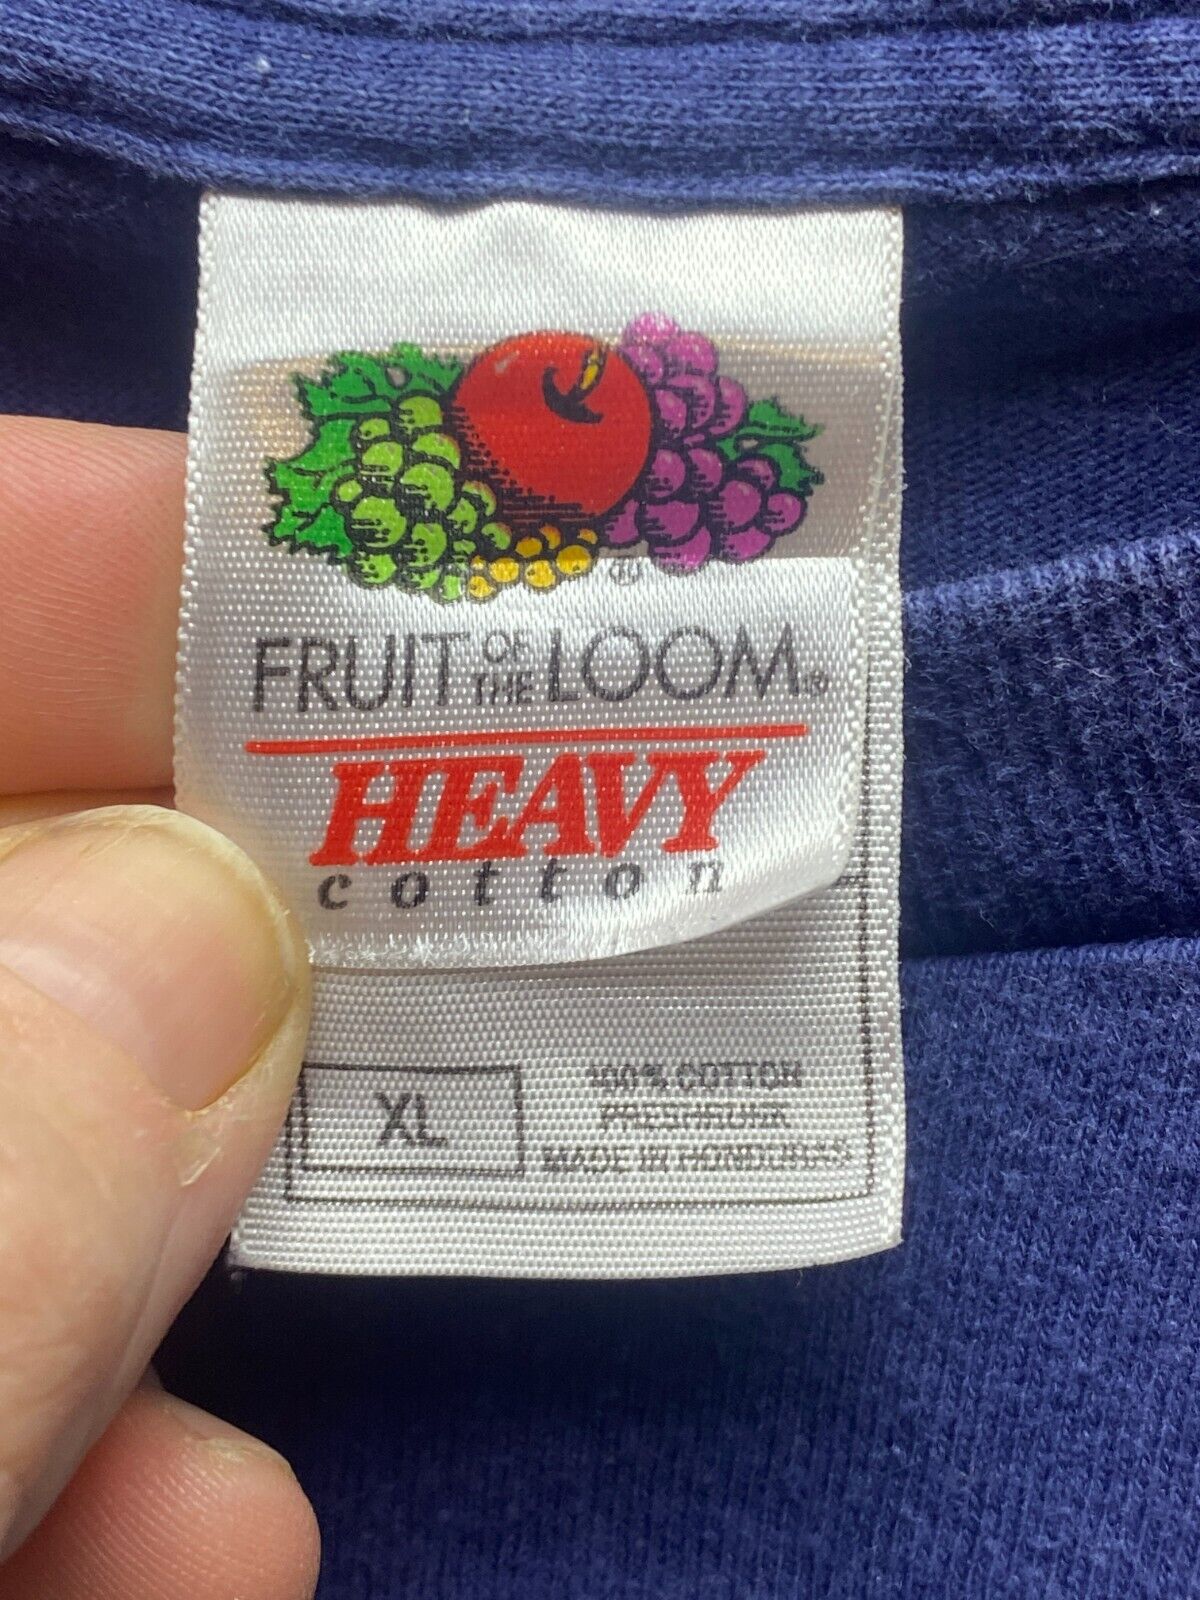 ®
FRUIT OF THE LOOM®
HEAVY
cotton
XL
100% COTTON
PRESHRUNK
MADE IN HONDURAS